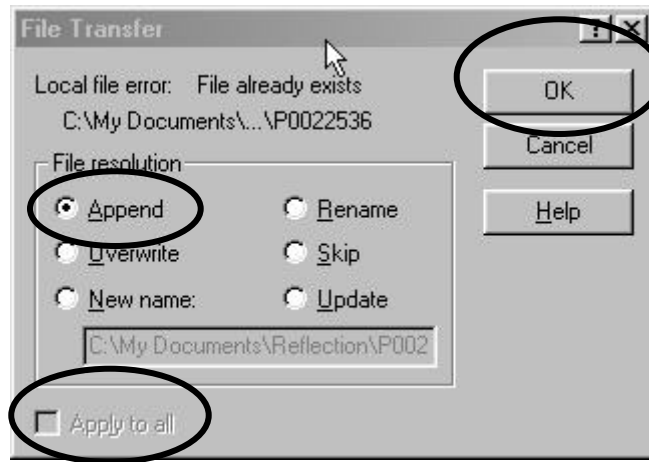 File Transfer
Local file error: File already exists
C:\My Documents\...\P0022536
OK
Cancel
Help
File resolution
Append
Rename
Overwrite
Skip
New name:
Update
C:\My Documents\Reflection\P002
Apply to all